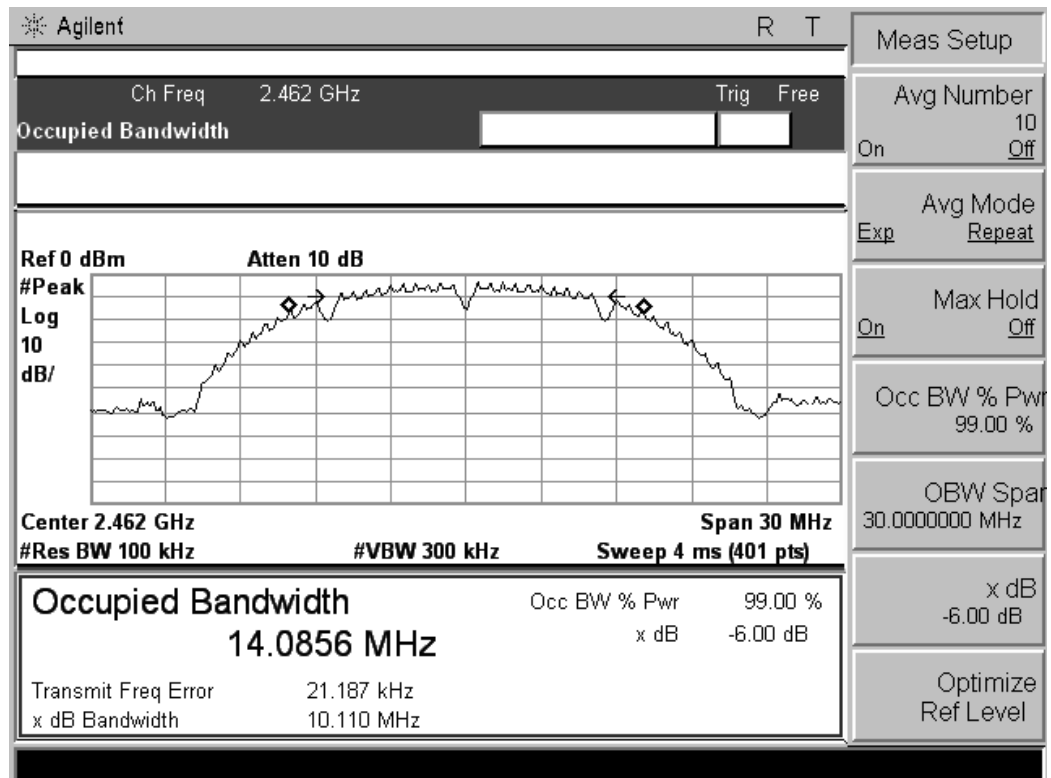 Agilent R T
Ch Freq 2.462 GHz Trig Free
Occupied Bandwidth
Ref 0 dBm Atten 10 dB
#Peak
Log
10
dB/
Center 2.462 GHz Span 30 MHz
#Res BW 100 kHz #VBW 300 kHz Sweep 4 ms (401 pts)
Occupied Bandwidth Occ BW % Pwr 99.00 %
14.0856 MHz x dB -6.00 dB
Transmit Freq Error 21.187 kHz
x dB Bandwidth 10.110 MHz
Meas Setup
Avg Number
10
On Off
Avg Mode
Exp Repeat
Max Hold
On Off
Occ BW % Pwr
99.00 %
OBW Span
30.0000000 MHz
x dB
-6.00 dB
Optimize
Ref Level